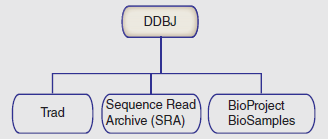 DDBJ
Trad
Sequence Read
Archive (SRA)
BioProject
BioSamples